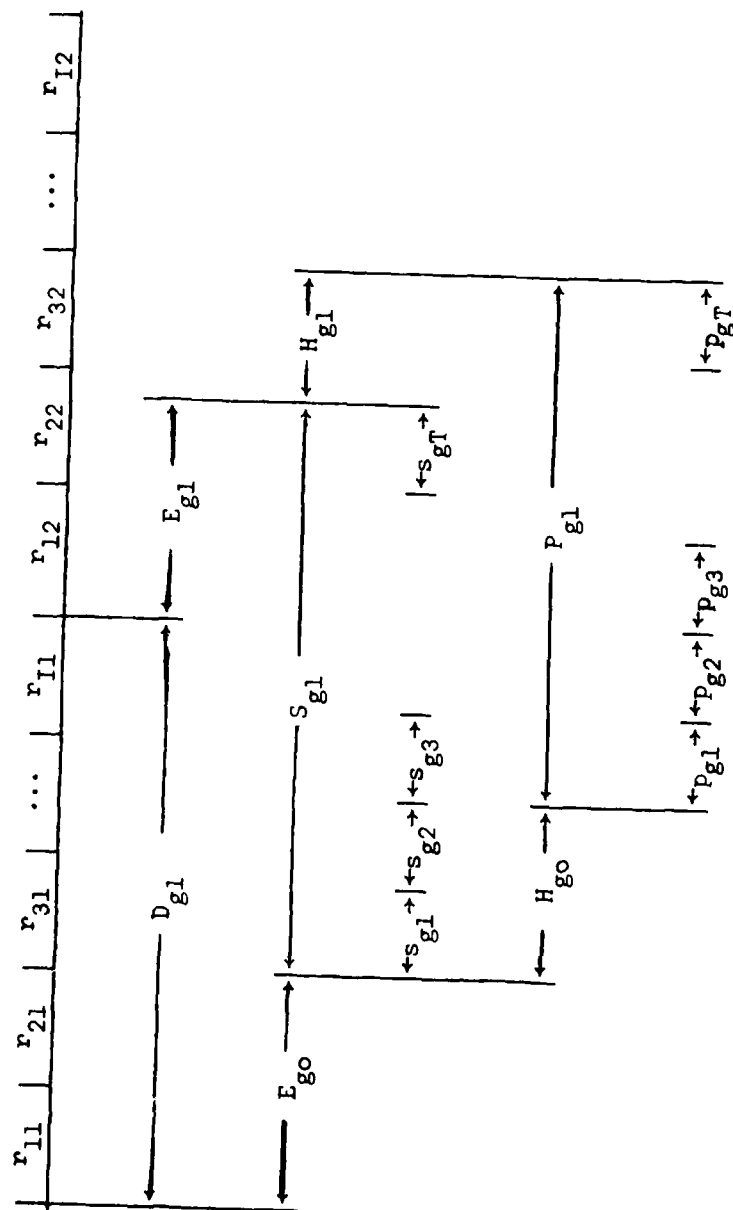 r11 r21 r31 ... rI1 r12 r22 r32 ... rI2
Dg1 Eg1
Ego Sg1 Hg1
sg1 sg2 sg3 sgT
Hgo Pg1
pg1 pg2 pg3 pgT